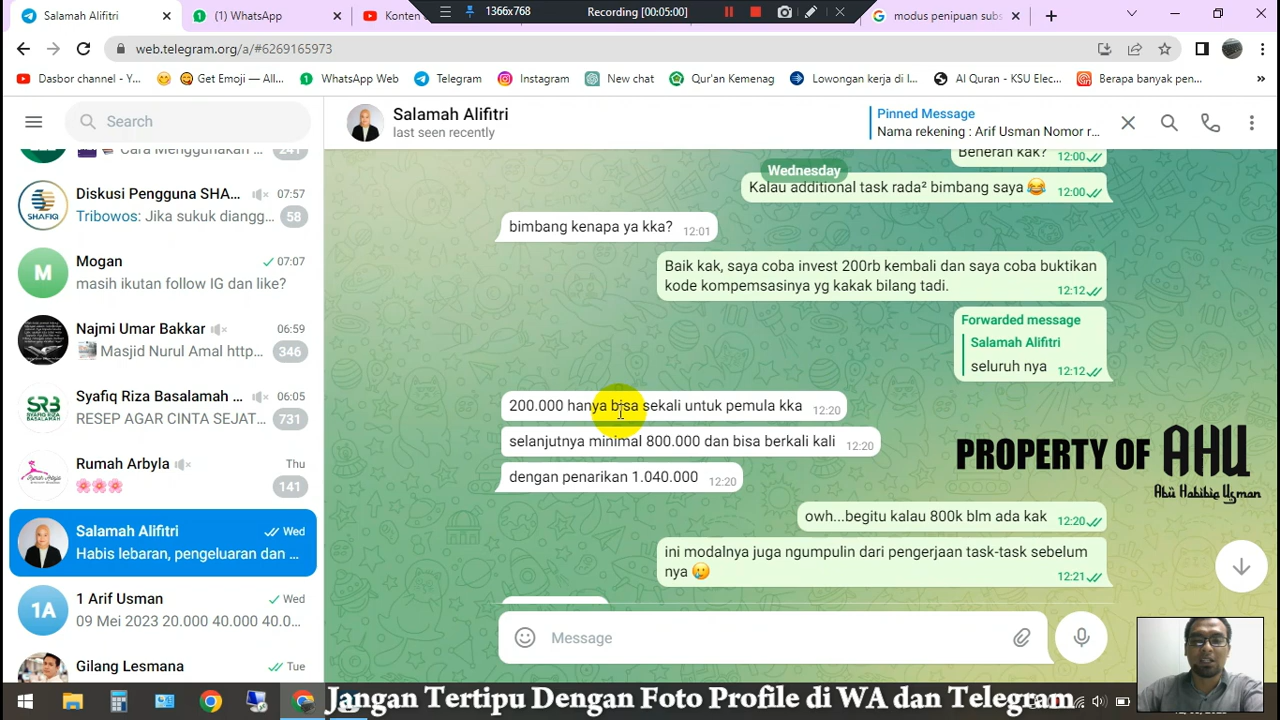 Salamah Alifitri
(1) WhatsApp
Konten
1366x768
Recording [00:05:00]
modus penipuan subs
web.telegram.org/a/#6269165973
Dasbor channel - Y...
Get Emoji — All...
WhatsApp Web
Telegram
Instagram
New chat
Qur'an Kemenag
Lowongan kerja di I...
Al Quran - KSU Elec...
Berapa banyak pen...
»
Search
Cara Menggunakan ...
241
Diskusi Pengguna SHA...
07:57
Tribowos: Jika sukuk diangg...
58
SHAFIQ
M
Mogan
07:07
masih ikutan follow IG dan like?
Najmi Umar Bakkar
06:59
Masjid Nurul Amal http...
346
SRB
Syafiq Riza Basalamah ...
06:05
RESEP AGAR CINTA SEJAT...
731
Rumah Arbyla
Thu
🌸🌸🌸
141
Salamah Alifitri
Wed
Habis lebaran, pengeluaran dan ...
1A
1 Arif Usman
Wed
09 Mei 2023 20.000 40.000 40.0...
Gilang Lesmana
Tue
Salamah Alifitri
last seen recently
Pinned Message
Nama rekening : Arif Usman Nomor r...
Beneran kak?
12:00
Wednesday
Kalau additional task rada² bimbang saya 😂
12:00
bimbang kenapa ya kka?
12:01
Baik kak, saya coba invest 200rb kembali dan saya coba buktikan
kode kompemsasinya yg kakak bilang tadi.
12:12
Forwarded message
Salamah Alifitri
seluruh nya
12:12
200.000 hanya bisa sekali untuk pemula kka
12:20
selanjutnya minimal 800.000 dan bisa berkali kali
12:20
dengan penarikan 1.040.000
12:20
PROPERTY OF AHU
Abu Habibia Usman
owh...begitu kalau 800k blm ada kak
12:20
ini modalnya juga ngumpulin dari pengerjaan task-task sebelum
nya 🥲
12:21
Message
Jangan Tertipu Dengan Foto Profile di WA dan Telegram